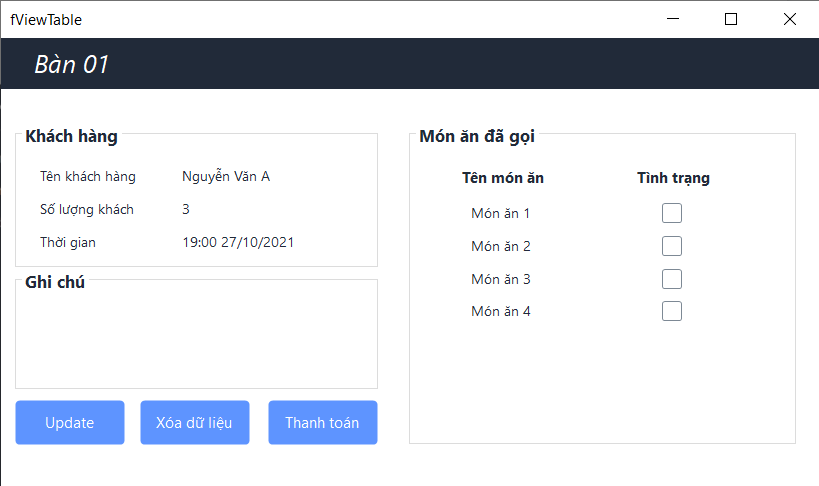 fViewTable
Bàn 01
Khách hàng
Tên khách hàng Nguyễn Văn A
Số lượng khách 3
Thời gian 19:00 27/10/2021
Ghi chú
Update Xóa dữ liệu Thanh toán
Món ăn đã gọi
Tên món ăn Tình trạng
Món ăn 1
Món ăn 2
Món ăn 3
Món ăn 4